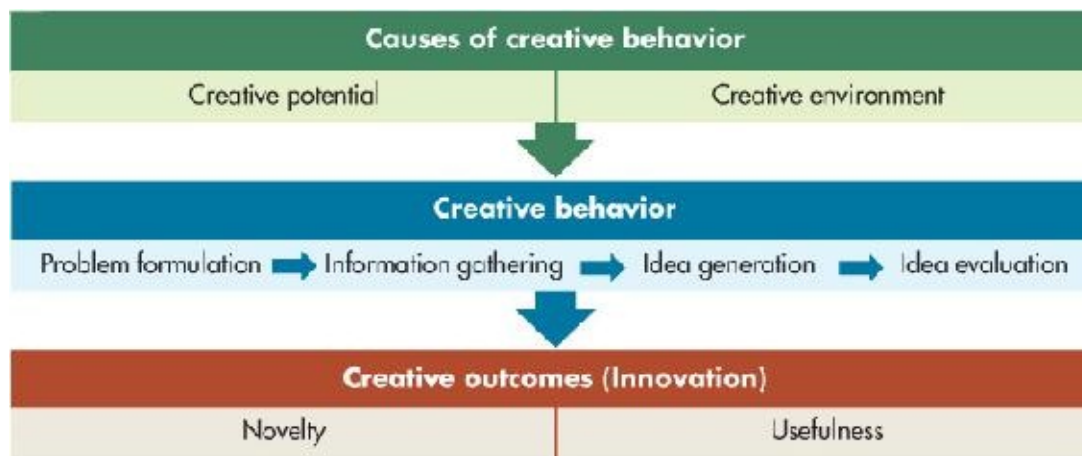 Causes of creative behavior
Creative potential
Creative environment
Creative behavior
Problem formulation
Information gathering
Idea generation
Idea evaluation
Creative outcomes (Innovation)
Novelty
Usefulness